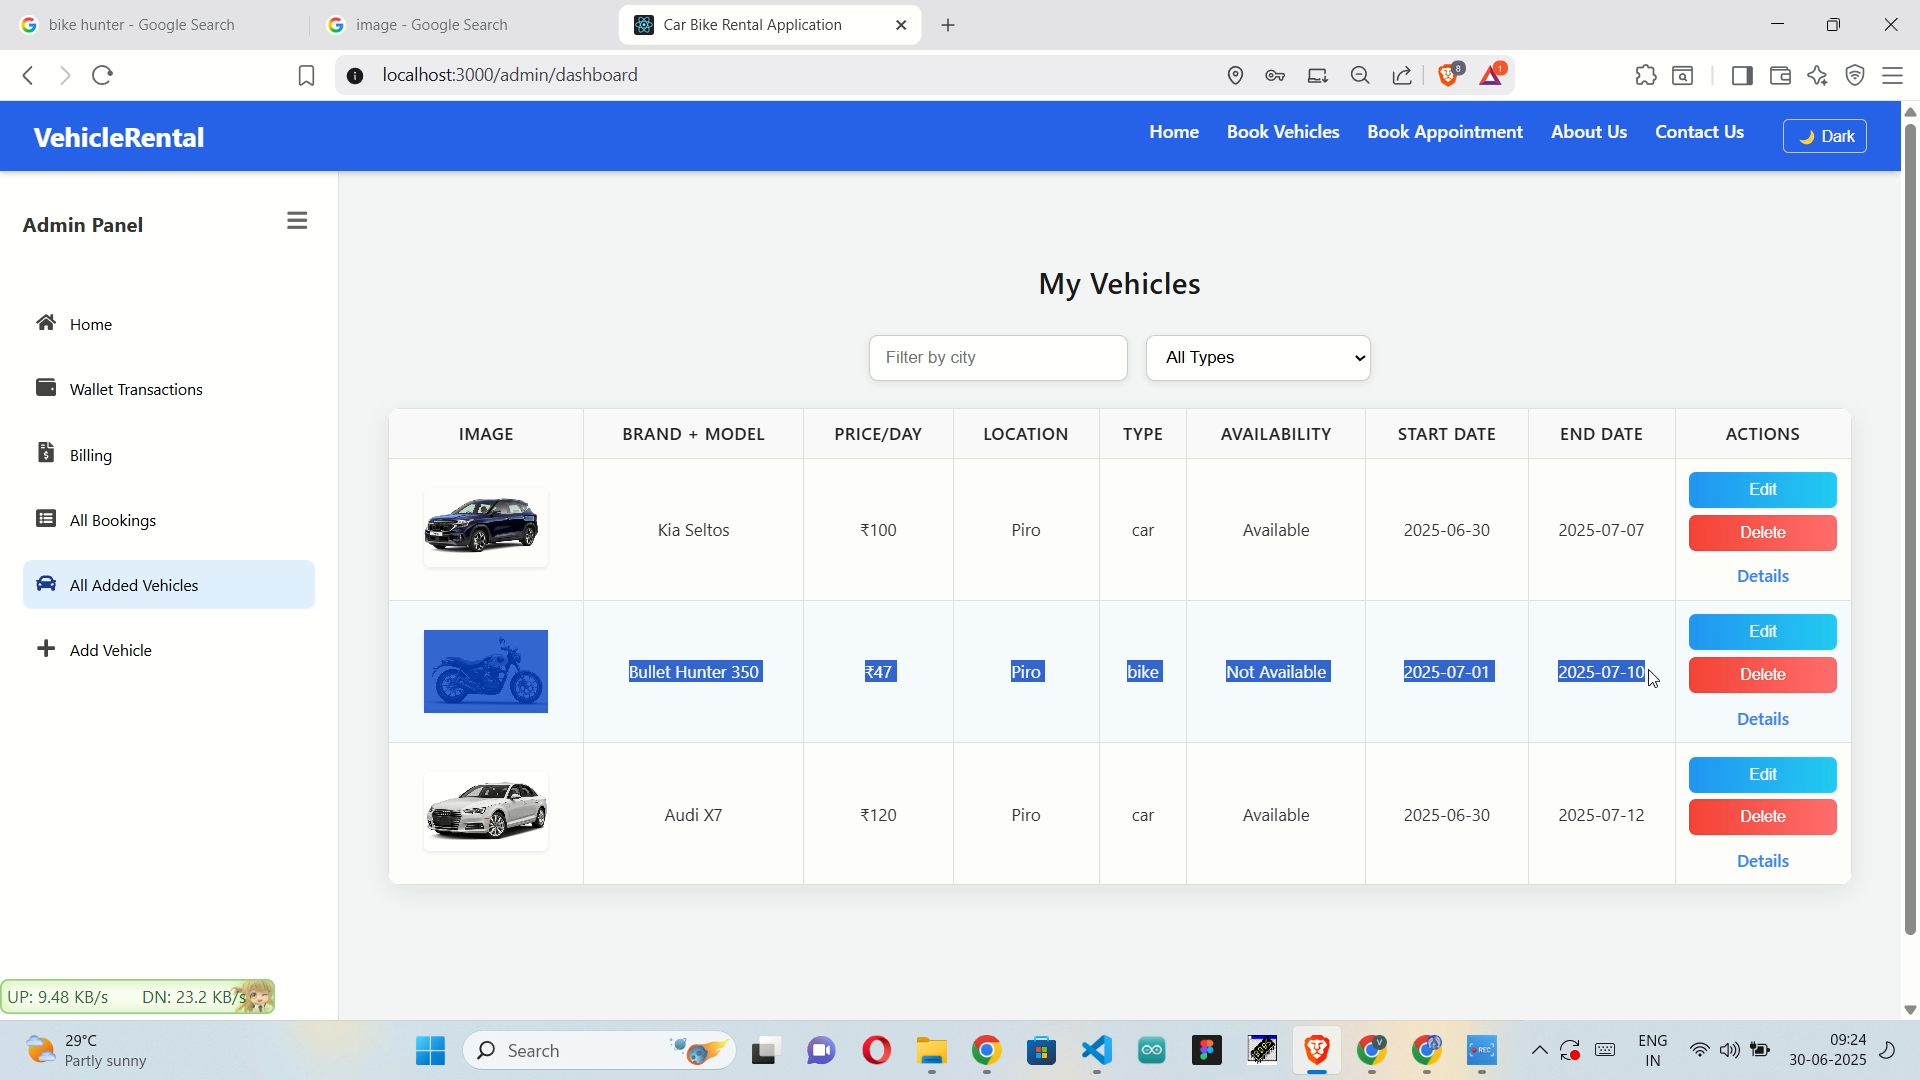 bike hunter - Google Search
image - Google Search
Car Bike Rental Application
localhost:3000/admin/dashboard
8
1
VehicleRental
Home
Book Vehicles
Book Appointment
About Us
Contact Us
🌙 Dark
Admin Panel
Home
Wallet Transactions
Billing
All Bookings
All Added Vehicles
Add Vehicle
My Vehicles
Filter by city
All Types
IMAGE BRAND + MODEL PRICE/DAY LOCATION TYPE AVAILABILITY START DATE END DATE ACTIONS
Kia Seltos ₹100 Piro car Available 2025-06-30 2025-07-07
Edit
Delete
Details
Bullet Hunter 350 ₹47 Piro bike Not Available 2025-07-01 2025-07-10
Edit
Delete
Details
Audi X7 ₹120 Piro car Available 2025-06-30 2025-07-12
Edit
Delete
Details
UP: 9.48 KB/s DN: 23.2 KB/s
29°C
Partly sunny
Search
V
REC
ENG
IN
09:24
30-06-2025